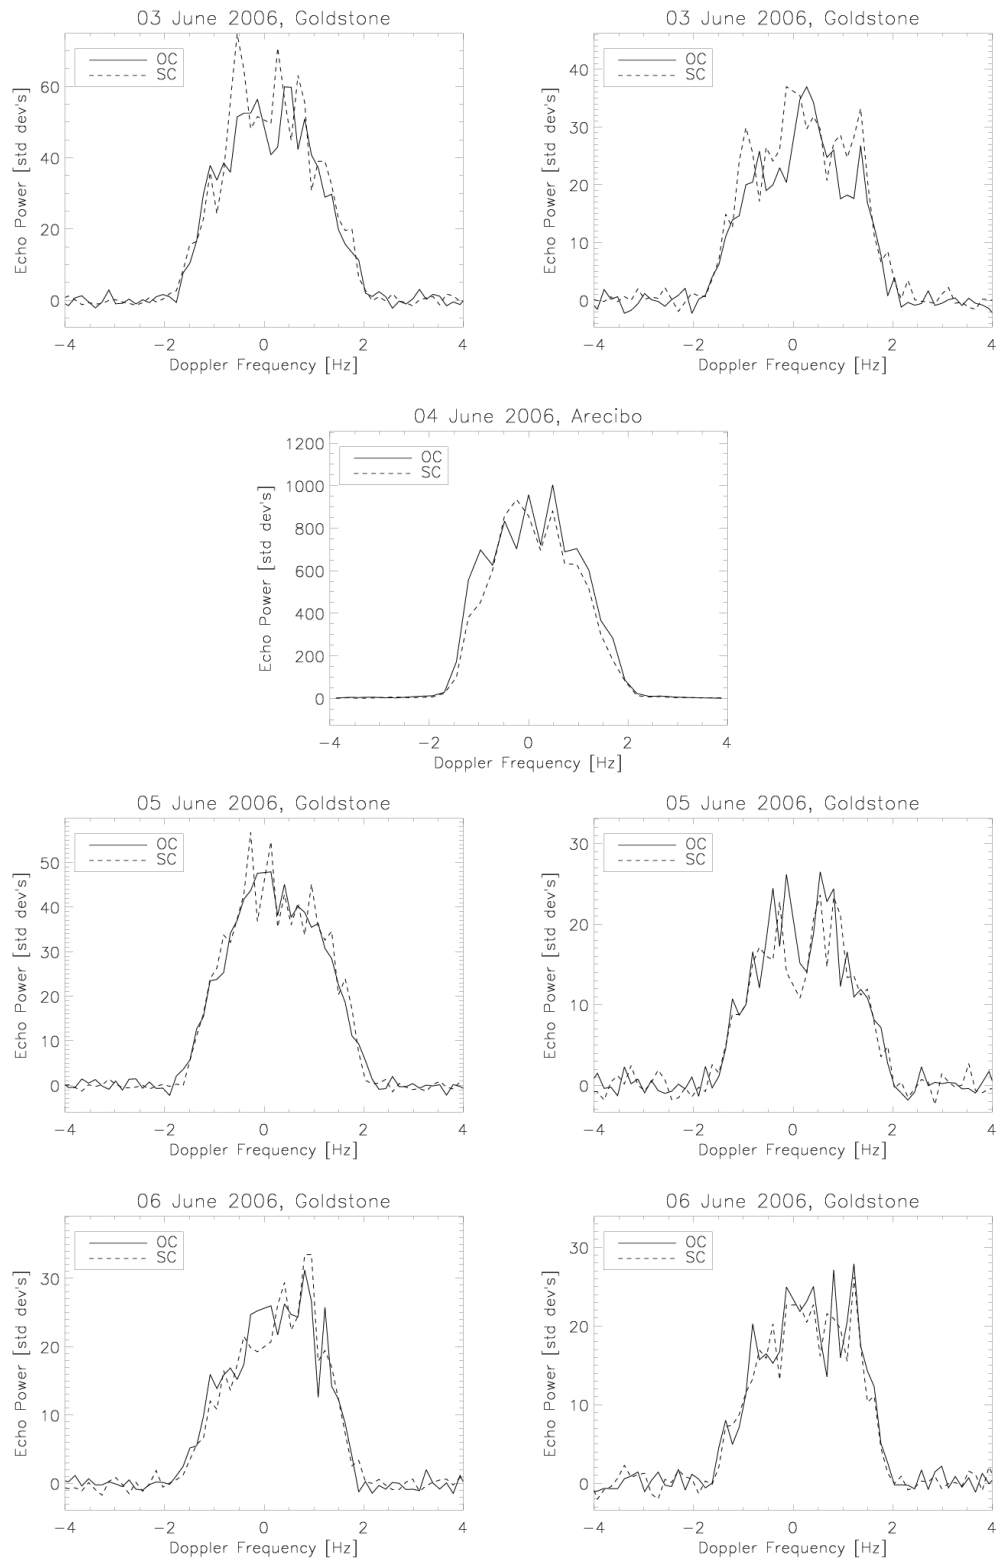 03 June 2006, Goldstone
OC
SC
Echo Power [std dev's]
60
40
20
0
−4 −2 0 2 4
Doppler Frequency [Hz]
03 June 2006, Goldstone
OC
SC
Echo Power [std dev's]
40
30
20
10
0
−4 −2 0 2 4
Doppler Frequency [Hz]
04 June 2006, Arecibo
OC
SC
Echo Power [std dev's]
1200
1000
800
600
400
200
0
−4 −2 0 2 4
Doppler Frequency [Hz]
05 June 2006, Goldstone
OC
SC
Echo Power [std dev's]
50
40
30
20
10
0
−4 −2 0 2 4
Doppler Frequency [Hz]
05 June 2006, Goldstone
OC
SC
Echo Power [std dev's]
30
20
10
0
−4 −2 0 2 4
Doppler Frequency [Hz]
06 June 2006, Goldstone
OC
SC
Echo Power [std dev's]
30
20
10
0
−4 −2 0 2 4
Doppler Frequency [Hz]
06 June 2006, Goldstone
OC
SC
Echo Power [std dev's]
30
20
10
0
−4 −2 0 2 4
Doppler Frequency [Hz]